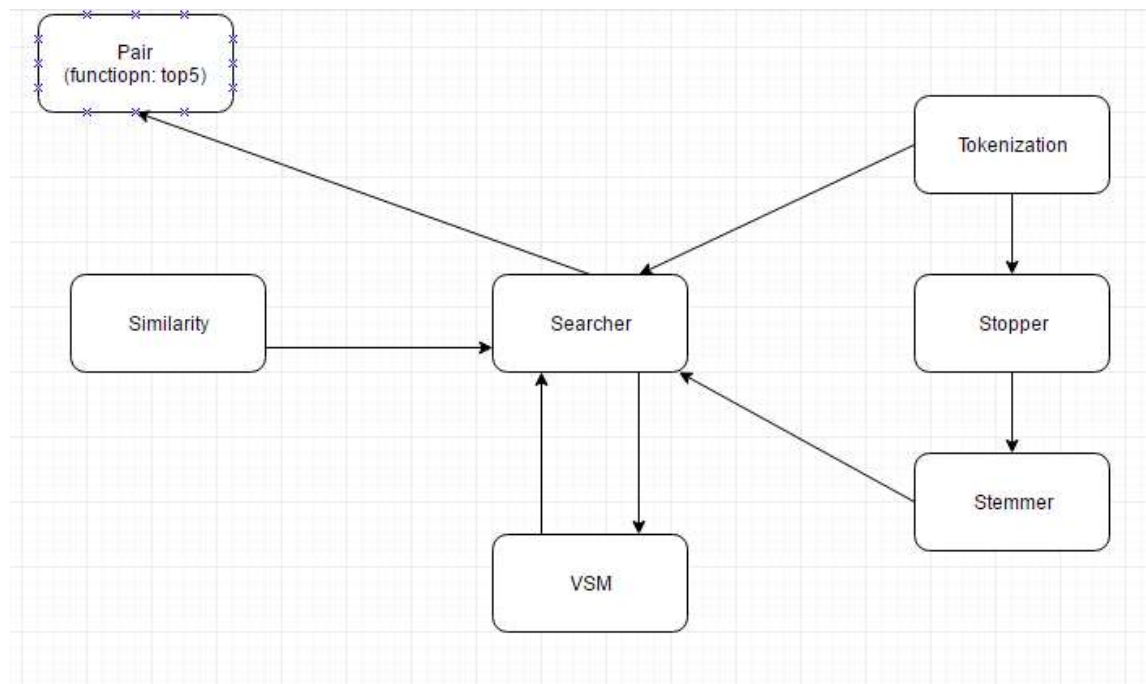 Pair
(functiopn: top5)
Tokenization
Similarity
Searcher
Stopper
Stemmer
VSM